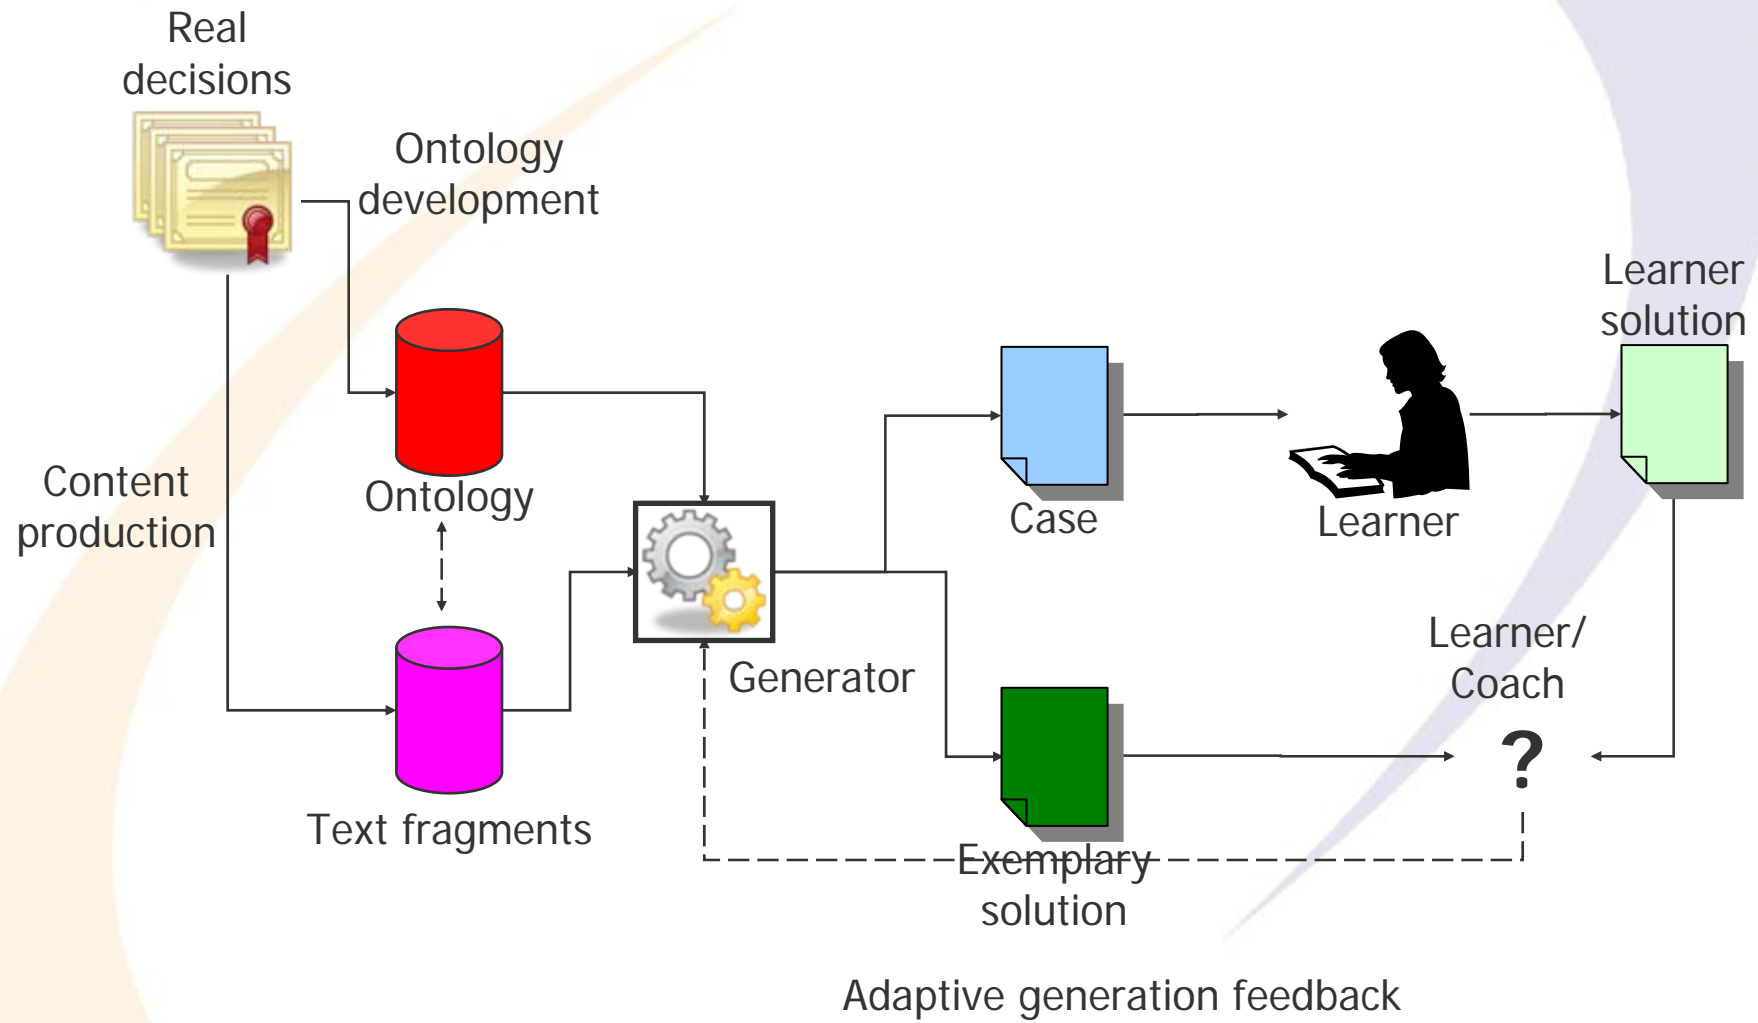 Real
decisions
Ontology
development
Learner
solution
Content
production
Ontology
Case
Learner
Learner/
Coach
Generator
?
Text fragments
Exemplary
solution
Adaptive generation feedback